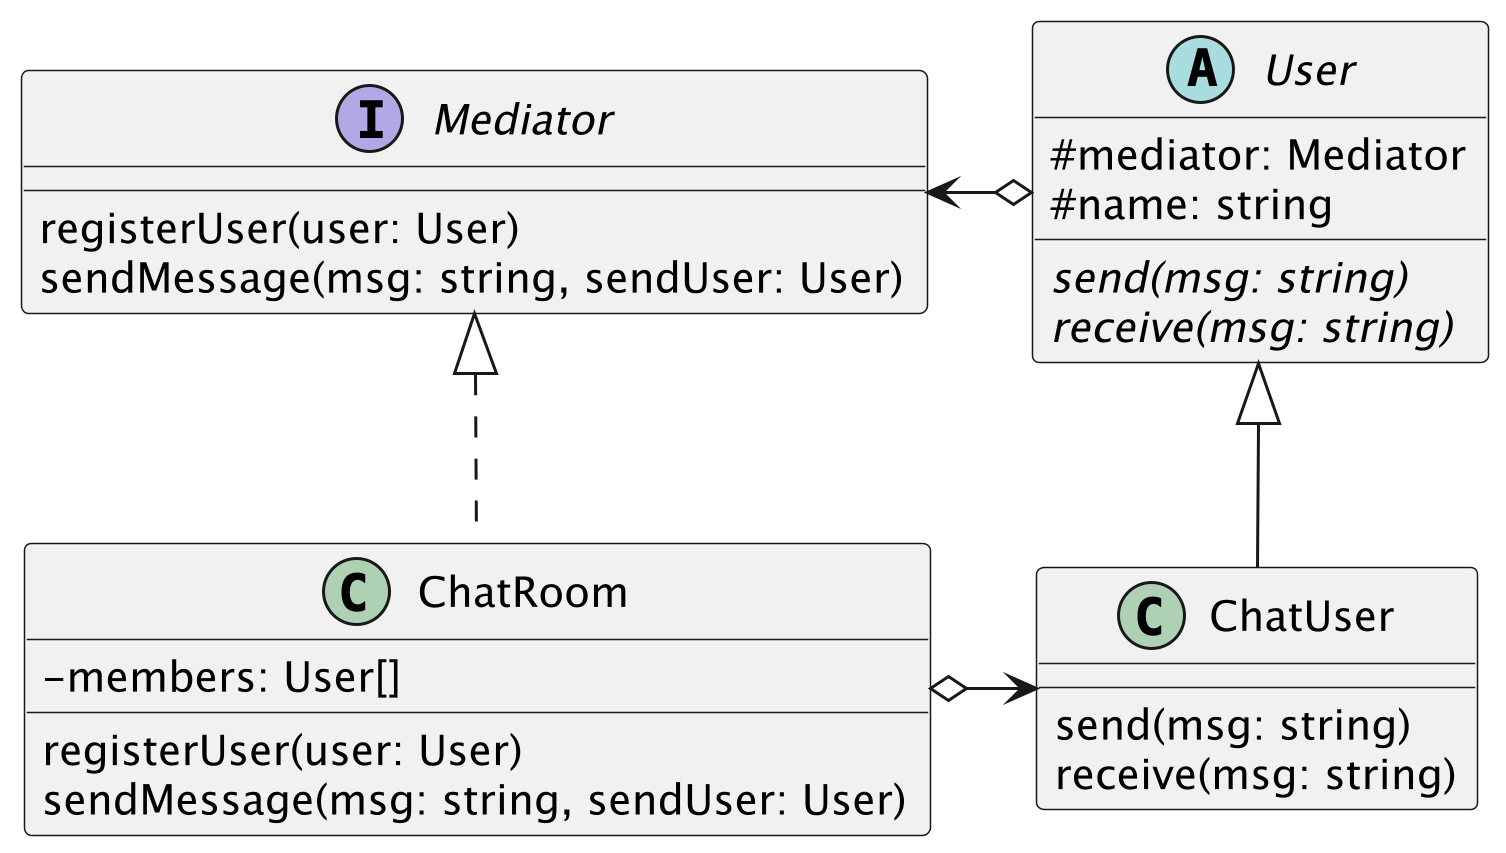 I Mediator
registerUser(user: User)
sendMessage(msg: string, sendUser: User)
A User
#mediator: Mediator
#name: string
send(msg: string)
receive(msg: string)
C ChatRoom
-members: User[]
registerUser(user: User)
sendMessage(msg: string, sendUser: User)
C ChatUser
send(msg: string)
receive(msg: string)